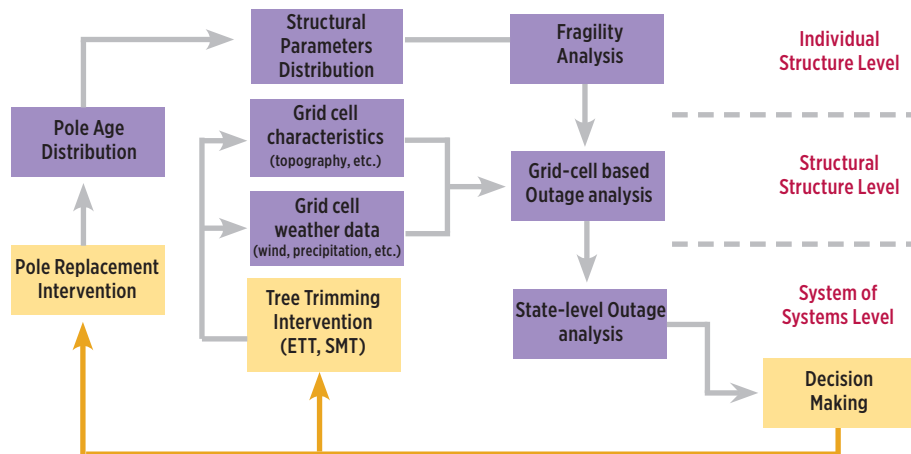 Structural
Parameters
Distribution
Fragility
Analysis
Individual
Structure Level
Pole Age
Distribution
Grid cell
characteristics
(topography, etc.)
Grid-cell based
Outage analysis
Structural
Structure Level
Grid cell
weather data
(wind, precipitation, etc.)
Pole Replacement
Intervention
Tree Trimming
Intervention
(ETT, SMT)
State-level Outage
analysis
System of
Systems Level
Decision
Making